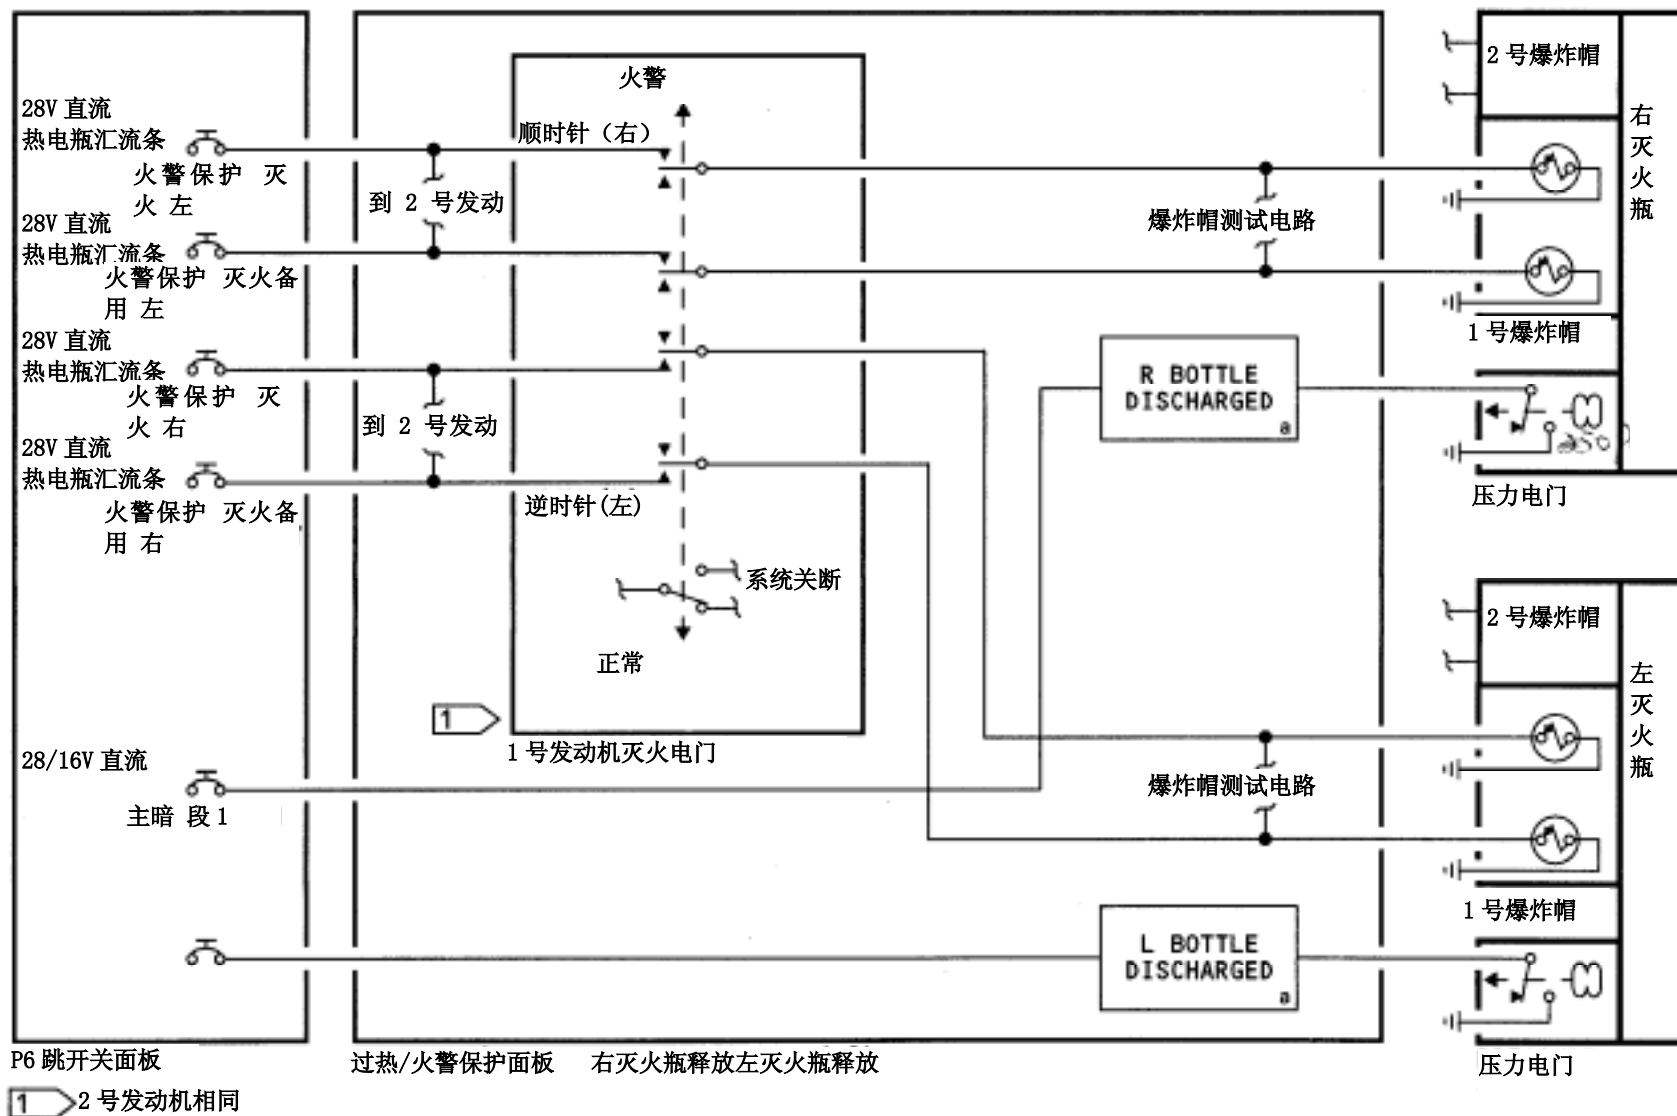 28V 直流
热电瓶汇流条
火警保护 灭
火 左
28V 直流
热电瓶汇流条
火警保护 灭火备
用 左
28V 直流
热电瓶汇流条
火警保护 灭
火 右
28V 直流
热电瓶汇流条
火警保护 灭火备
用 右
28/16V 直流
主暗 段 1
P6 跳开关面板
火警
顺时针（右）
到 2 号发动
到 2 号发动
逆时针(左)
系统关断
正常
1
1 号发动机灭火电门
爆炸帽测试电路
R BOTTLE
DISCHARGED
a
爆炸帽测试电路
L BOTTLE
DISCHARGED
a
过热/火警保护面板 右灭火瓶释放左灭火瓶释放
2 号爆炸帽
右灭火瓶
1 号爆炸帽
压力电门
2 号爆炸帽
左灭火瓶
1 号爆炸帽
压力电门
1 2 号发动机相同